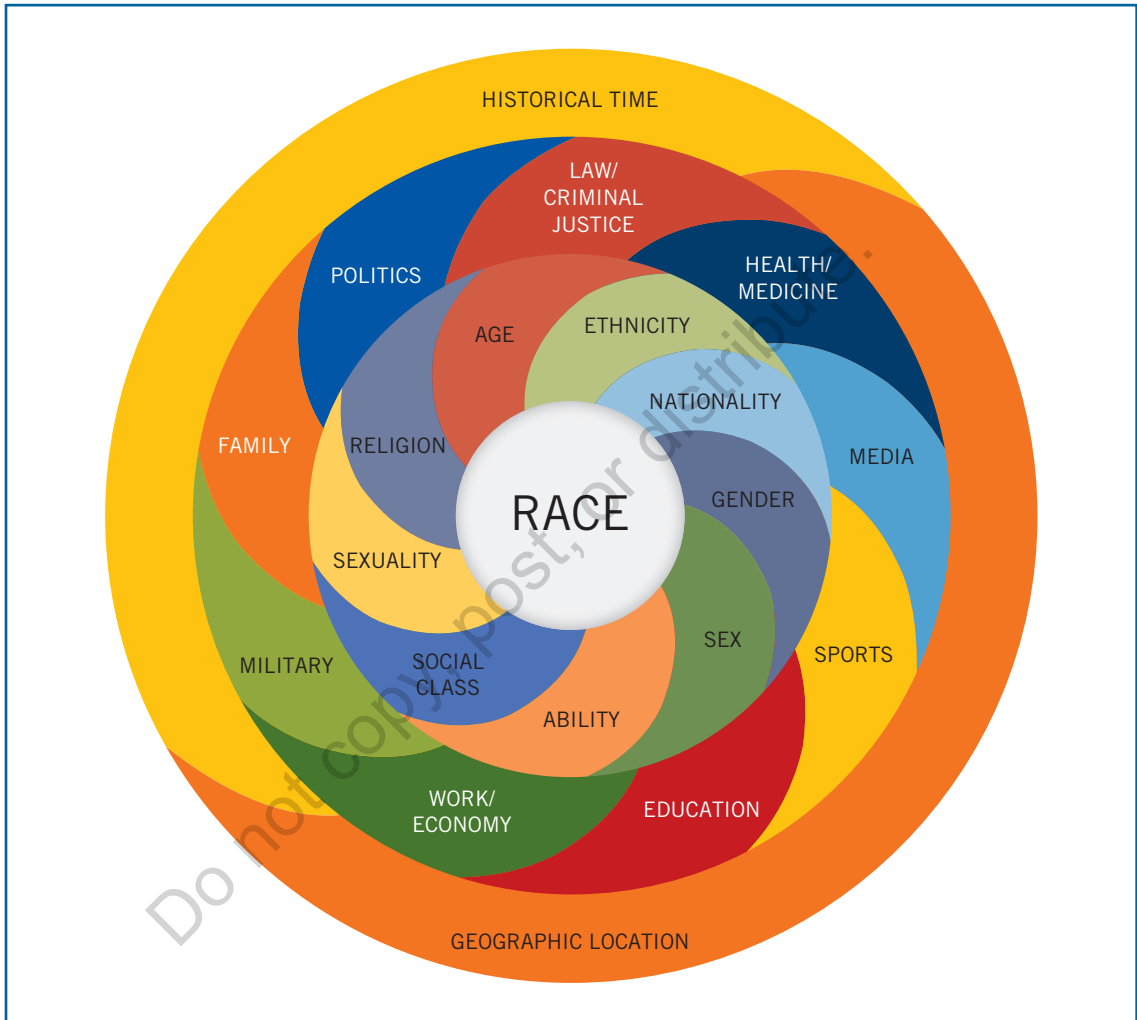 HISTORICAL TIME
LAW/
CRIMINAL
JUSTICE
POLITICS
HEALTH/
MEDICINE
AGE
ETHNICITY
NATIONALITY
FAMILY
RELIGION
MEDIA
GENDER
RACE
SEXUALITY
SEX
SPORTS
MILITARY
SOCIAL
CLASS
ABILITY
WORK/
ECONOMY
EDUCATION
GEOGRAPHIC LOCATION
Do not copy, post, or distribute.